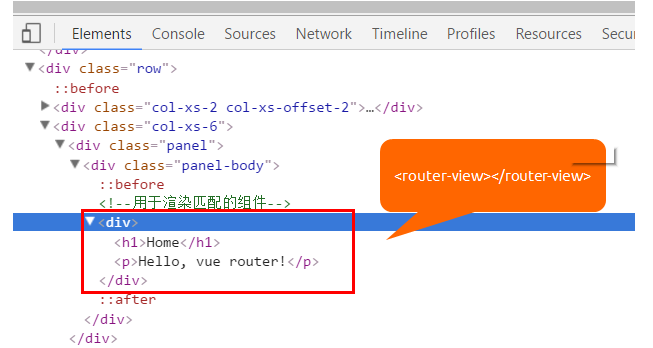 Elements Console Sources Network Timeline Profiles Resources Secur
</div>
<div class="row">
::before
<div class="col-xs-2 col-xs-offset-2">…</div>
<div class="col-xs-6">
<div class="panel">
<div class="panel-body">
::before
<!--用于渲染匹配的组件-->
<div>
<h1>Home</h1>
<p>Hello, vue router!</p>
</div>
::after
</div>
</div>
<router-view></router-view>